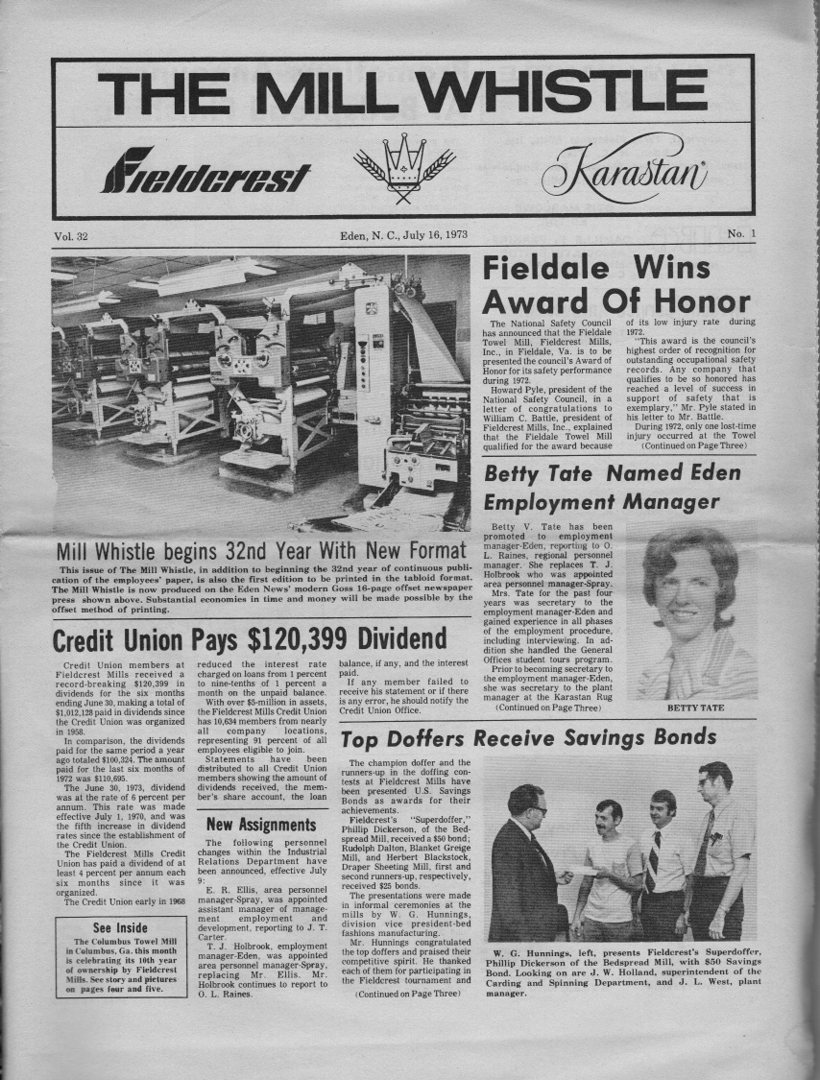 THE MILL WHISTLE
Fieldcrest
Karastan®
Vol. 32
Eden, N. C., July 16, 1973
No. 1
Mill Whistle begins 32nd Year With New Format
This issue of The Mill Whistle, in addition to beginning the 32nd year of continuous publi-
cation of the employees' paper, is also the first edition to be printed in the tabloid format.
The Mill Whistle is now produced on the Eden News' modern Goss 16-page offset newspaper
press shown above. Substantial economies in time and money will be made possible by the
offset method of printing.
Fieldale Wins
Award Of Honor
The National Safety Council
has announced that the Fieldale
Towel Mill, Fieldcrest Mills,
Inc., in Fieldale, Va. is to be
presented the council's Award of
Honor for its safety performance
during 1972.
Howard Pyle, president of the
National Safety Council, in a
letter of congratulations to
William C. Battle, president of
Fieldcrest Mills, Inc., explained
that the Fieldale Towel Mill
qualified for the award because
of its low injury rate during
1972.
"This award is the council's
highest order of recognition for
outstanding occupational safety
records. Any company that
qualifies to be so honored has
reached a level of success in
support of safety that is
exemplary," Mr. Pyle stated in
his letter to Mr. Battle.
During 1972, only one lost-time
injury occurred at the Towel
(Continued on Page Three)
Betty Tate Named Eden
Employment Manager
Betty V. Tate has been
promoted to employment
manager-Eden, reporting to O.
L. Raines, regional personnel
manager. She replaces T. J.
Holbrook who was appointed
area personnel manager-Spray.
Mrs. Tate for the past four
years was secretary to the
employment manager-Eden and
gained experience in all phases
of the employment procedure,
including interviewing. In ad-
dition she handled the General
Offices student tours program.
Prior to becoming secretary to
the employment manager-Eden,
she was secretary to the plant
manager at the Karastan Rug
(Continued on Page Three)
BETTY TATE
Credit Union Pays $120,399 Dividend
Credit Union members at
Fieldcrest Mills received a
record-breaking $120,399 in
dividends for the six months
ending June 30, making a total of
$1,012,128 paid in dividends since
the Credit Union was organized
in 1958.
In comparison, the dividends
paid for the same period a year
ago totaled $100,324. The amount
paid for the last six months of
1972 was $110,695.
The June 30, 1973, dividend
was at the rate of 6 percent per
annum. This rate was made
effective July 1, 1970, and was
the fifth increase in dividend
rates since the establishment of
the Credit Union.
The Fieldcrest Mills Credit
Union has paid a dividend of at
least 4 percent per annum each
six months since it was
organized.
The Credit Union early in 1968
reduced the interest rate
charged on loans from 1 percent
to nine-tenths of 1 percent a
month on the unpaid balance.
With over $5-million in assets,
the Fieldcrest Mills Credit Union
has 10,634 members from nearly
all company locations,
representing 91 percent of all
employees eligible to join.
Statements have been
distributed to all Credit Union
members showing the amount of
dividends received, the mem-
ber's share account, the loan
balance, if any, and the interest
paid.
If any member failed to
receive his statement or if there
is any error, he should notify the
Credit Union Office.
See Inside
The Columbus Towel Mill
in Columbus, Ga. this month
is celebrating its 10th year
of ownership by Fieldcrest
Mills. See story and pictures
on pages four and five.
New Assignments
The following personnel
changes within the Industrial
Relations Department have
been announced, effective July
9:
E. R. Ellis, area personnel
manager-Spray, was appointed
assistant manager of manage-
ment employment and
development, reporting to J. T.
Carter.
T. J. Holbrook, employment
manager-Eden, was appointed
area personnel manager-Spray,
replacing Mr. Ellis. Mr.
Holbrook continues to report to
O. L. Raines.
Top Doffers Receive Savings Bonds
The champion doffer and the
runners-up in the doffing con-
tests at Fieldcrest Mills have
been presented U.S. Savings
Bonds as awards for their
achievements.
Fieldcrest's "Superdoffer,"
Phillip Dickerson, of the Bed-
spread Mill, received a $50 bond;
Rudolph Dalton, Blanket Greige
Mill, and Herbert Blackstock,
Draper Sheeting Mill, first and
second runners-up, respectively,
received $25 bonds.
The presentations were made
in informal ceremonies at the
mills by W. G. Hunnings,
division vice president-bed
fashions manufacturing.
Mr. Hunnings congratulated
the top doffers and praised their
competitive spirit. He thanked
each of them for participating in
the Fieldcrest tournament and
(Continued on Page Three)
W. G. Hunnings, left, presents Fieldcrest's Superdoffer,
Phillip Dickerson of the Bedspread Mill, with $50 Savings
Bond. Looking on are J. W. Holland, superintendent of the
Carding and Spinning Department, and J. L. West, plant
manager.